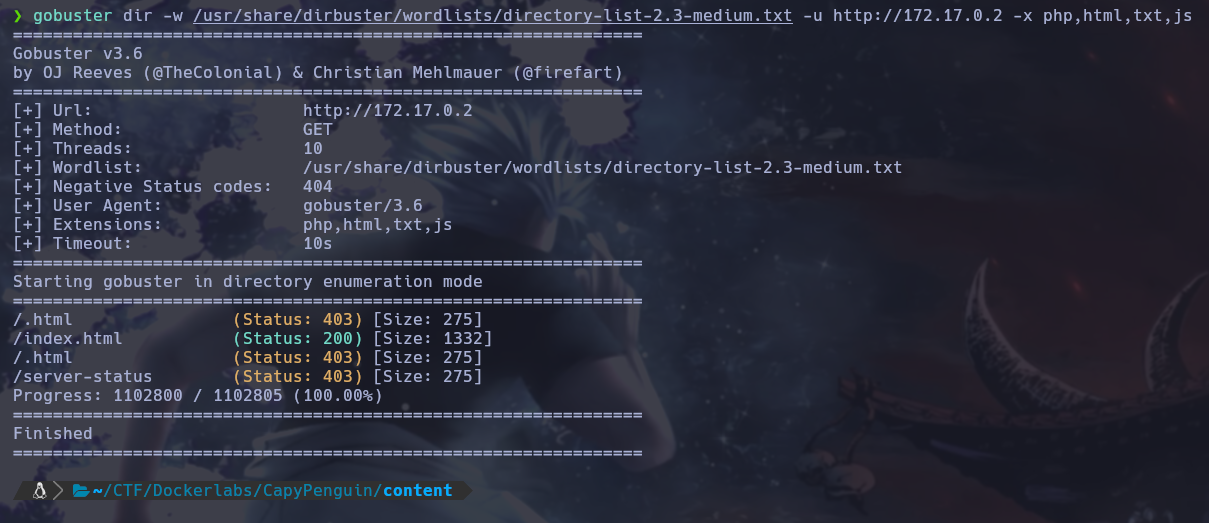 ❯ gobuster dir -w /usr/share/dirbuster/wordlists/directory-list-2.3-medium.txt -u http://172.17.0.2 -x php,html,txt,js
===============================================================
Gobuster v3.6
by OJ Reeves (@TheColonial) & Christian Mehlmauer (@firefart)
===============================================================
[+] Url:                     http://172.17.0.2
[+] Method:                  GET
[+] Threads:                 10
[+] Wordlist:                /usr/share/dirbuster/wordlists/directory-list-2.3-medium.txt
[+] Negative Status codes:   404
[+] User Agent:              gobuster/3.6
[+] Extensions:              php,html,txt,js
[+] Timeout:                 10s
===============================================================
Starting gobuster in directory enumeration mode
===============================================================
/.html                (Status: 403) [Size: 275]
/index.html           (Status: 200) [Size: 1332]
/.html                (Status: 403) [Size: 275]
/server-status        (Status: 403) [Size: 275]
Progress: 1102800 / 1102805 (100.00%)
===============================================================
Finished
===============================================================
~/CTF/Dockerlabs/CapyPenguin/content